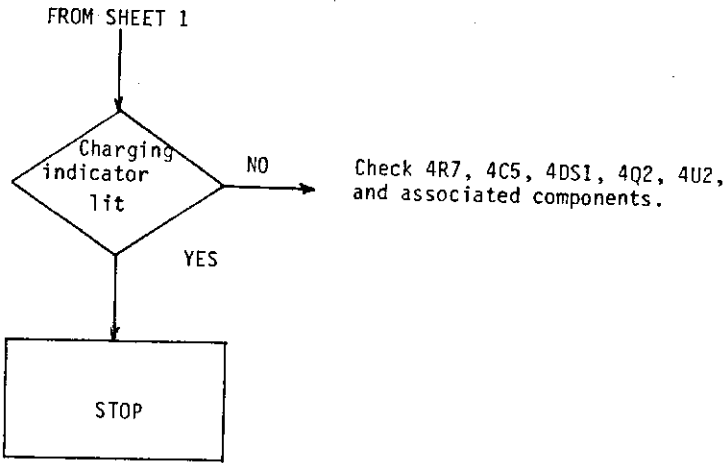 FROM SHEET 1
Charging
indicator
lit
NO
Check 4R7, 4C5, 4DS1, 4Q2, 4U2,
and associated components.
YES
STOP